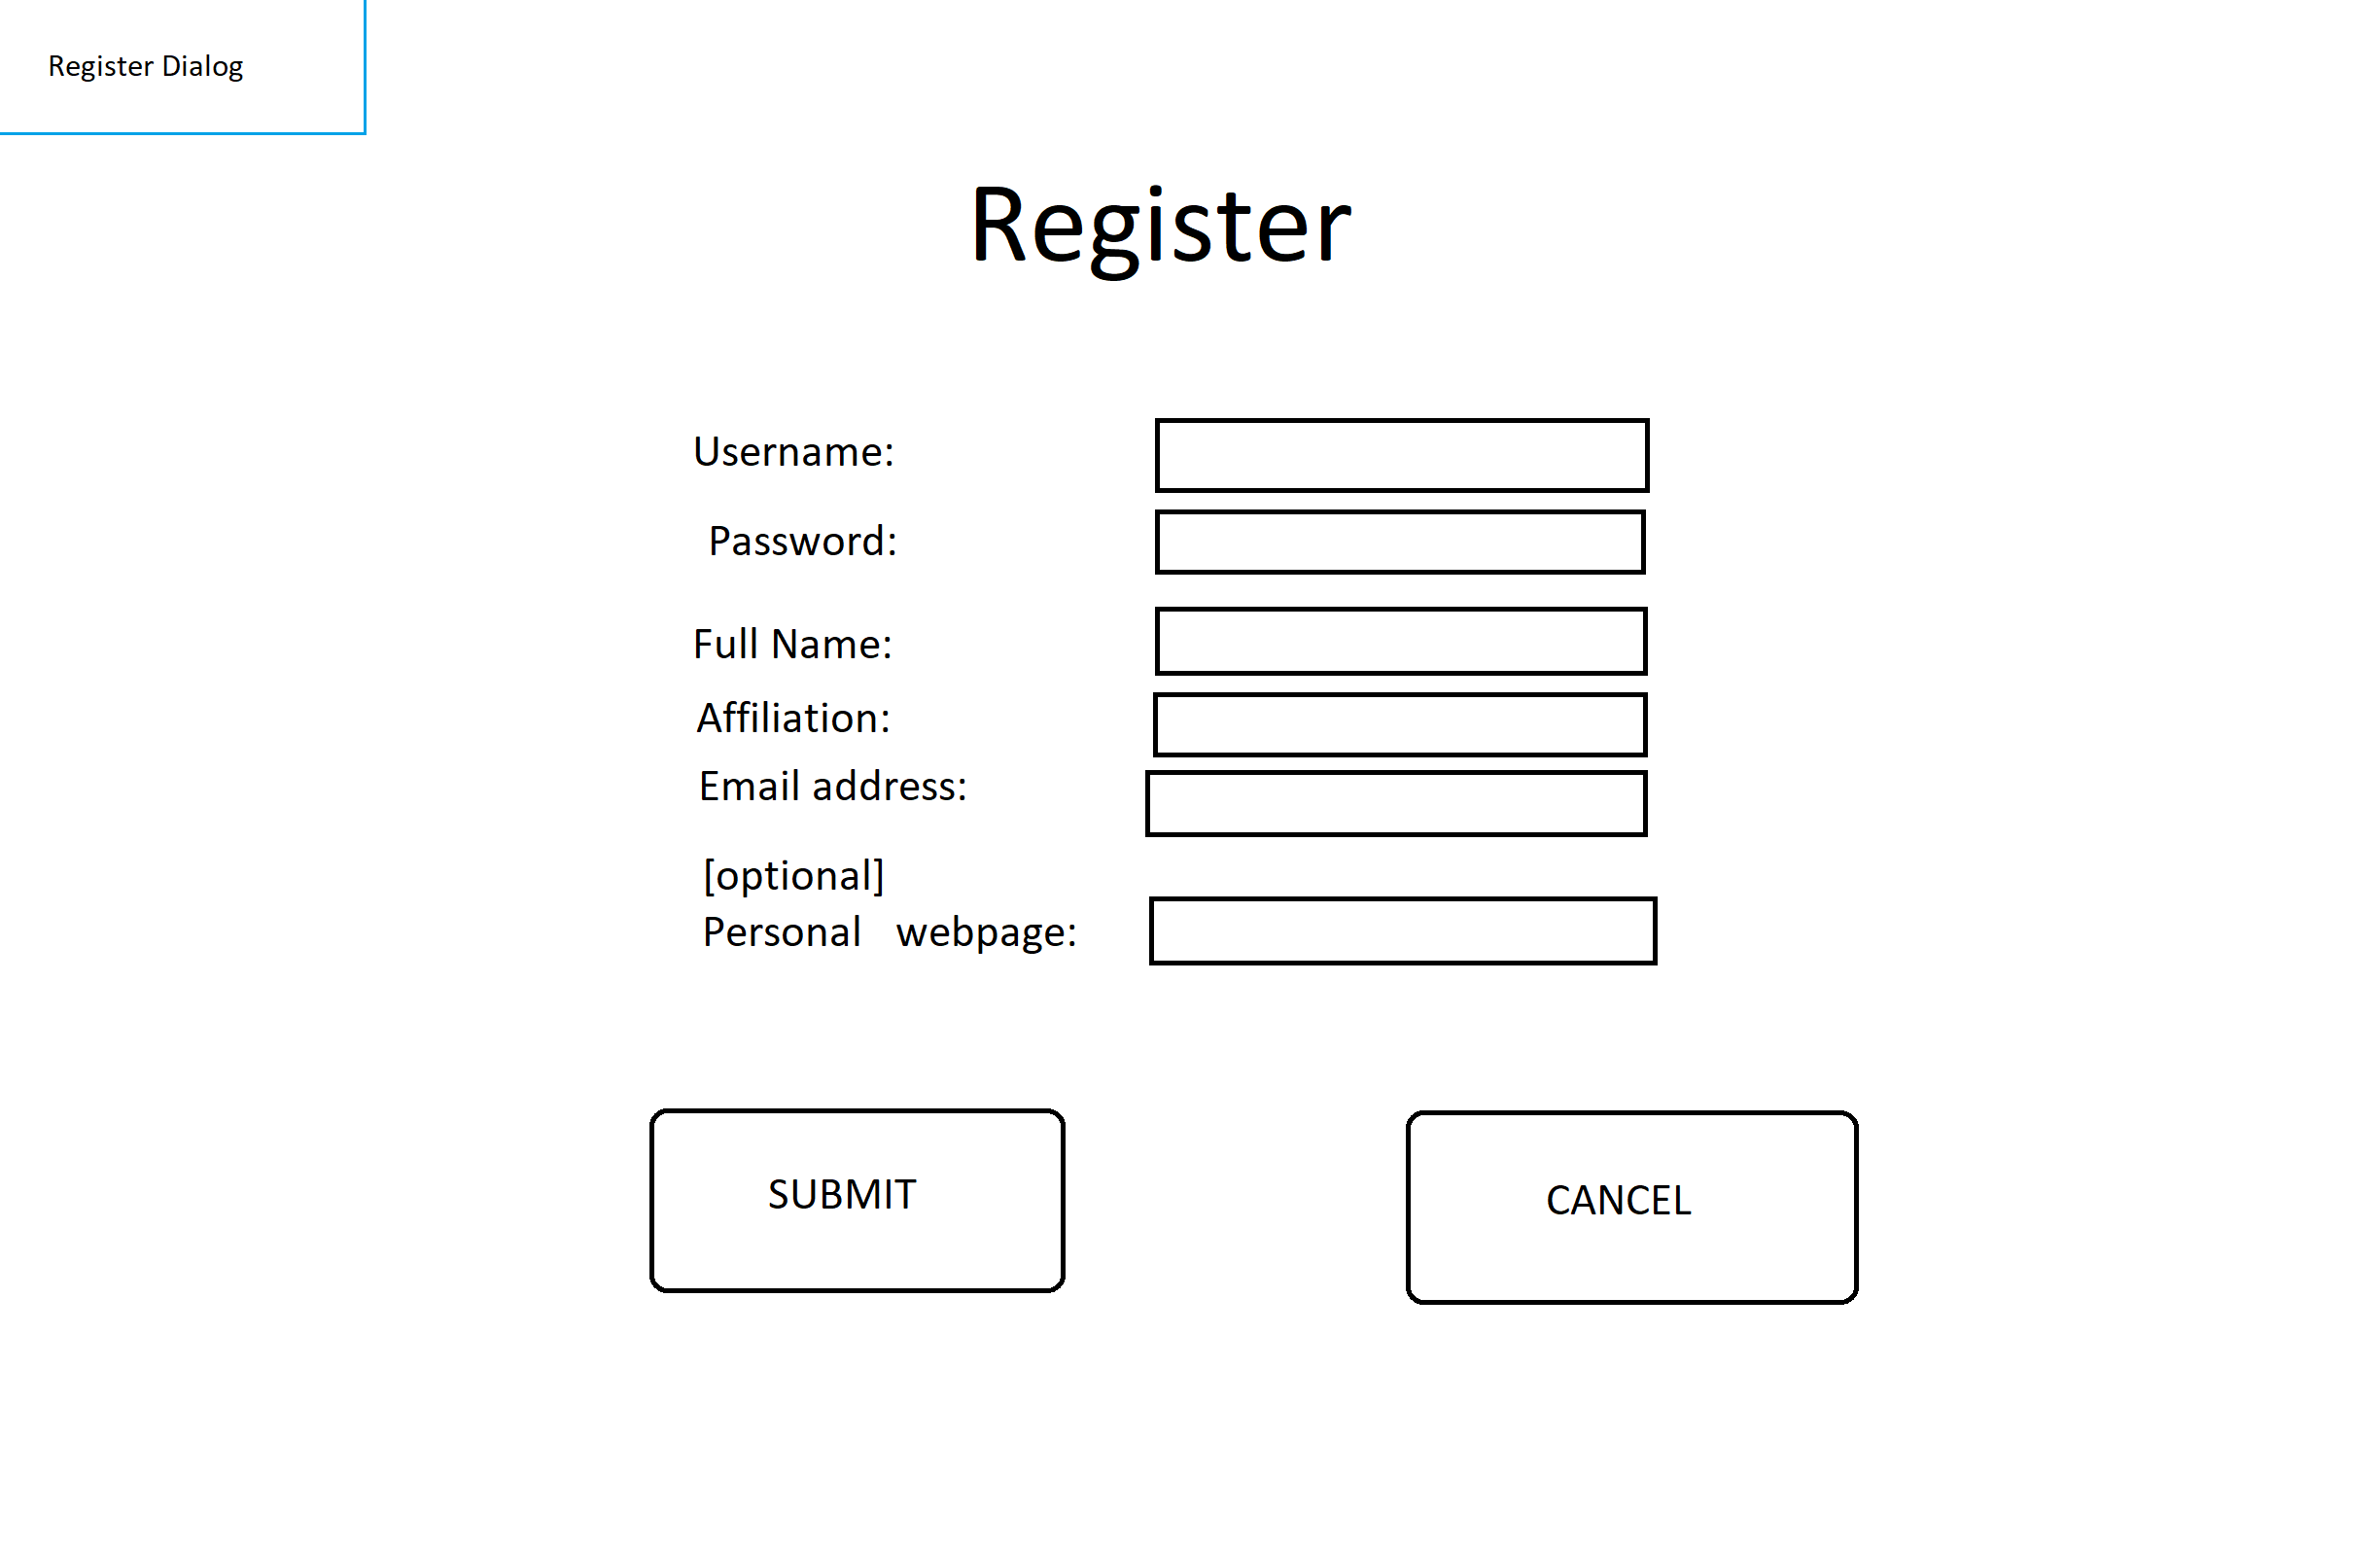 Register Dialog
Register
Username:
Password:
Full Name:
Affiliation:
Email address:
[optional]
Personal webpage:
SUBMIT
CANCEL